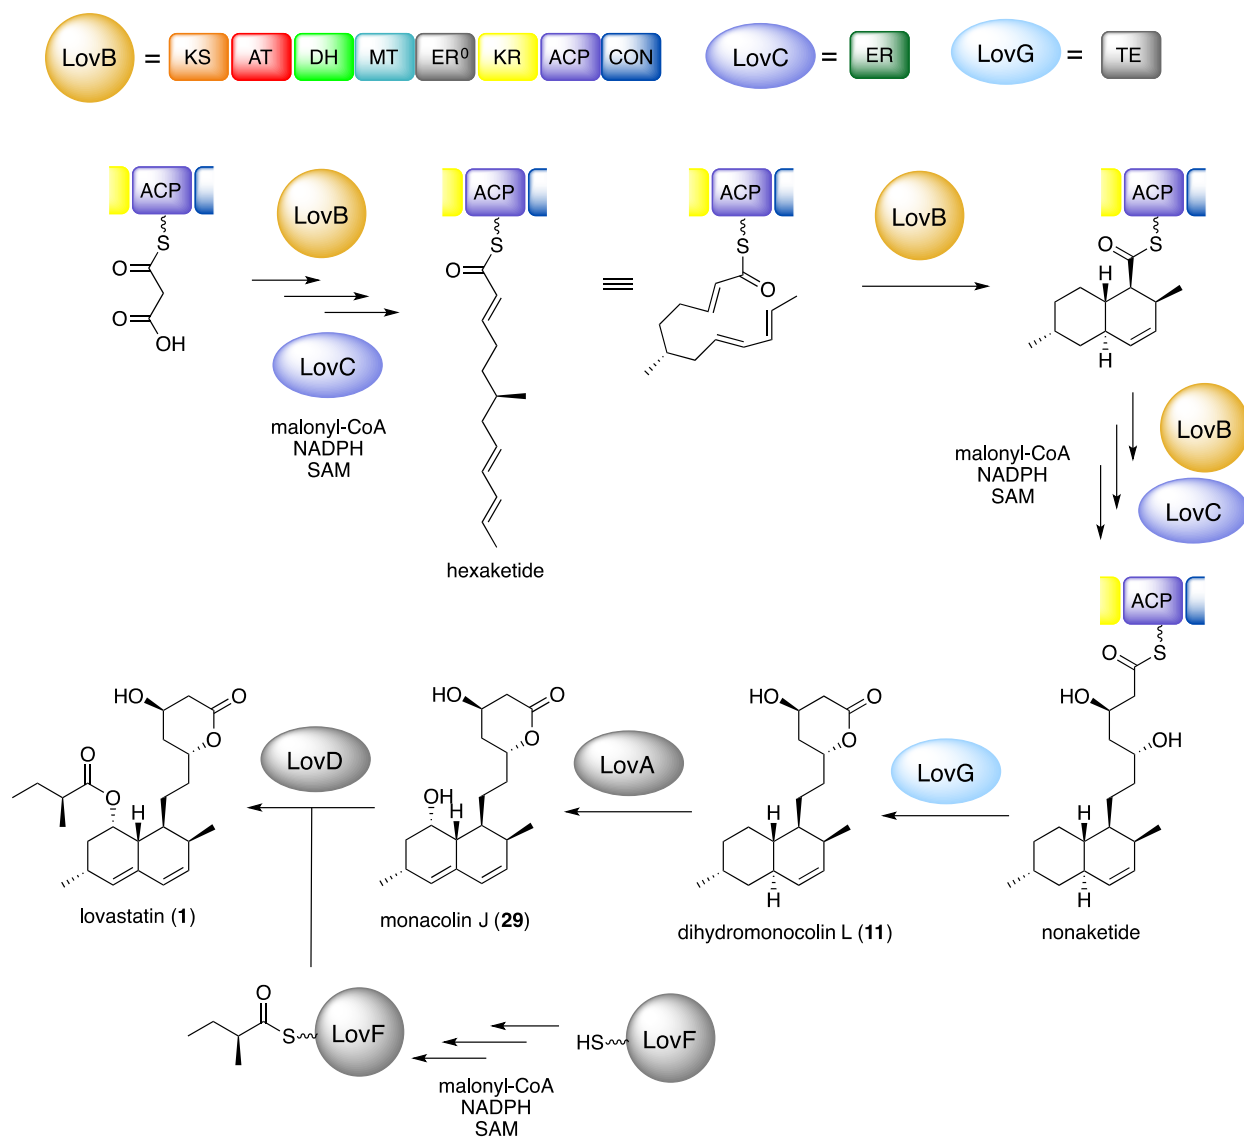 LovB = KS AT DH MT ER⁰ KR ACP CON
LovC = ER
LovG = TE
ACP
S
O
O
OH
LovB
LovC
malonyl-CoA
NADPH
SAM
ACP
S
O
hexaketide
ACP
S
O
LovB
ACP
O
S
H
H
malonyl-CoA
NADPH
SAM
LovB
LovC
ACP
O
S
HO
OH
H
H
nonaketide
LovG
HO
O
O
H
H
dihydromonocolin L (11)
LovA
HO
O
O
OH
H
monacolin J (29)
LovD
HO
O
O
O
O
H
lovastatin (1)
O
S
LovF
malonyl-CoA
NADPH
SAM
HS
LovF